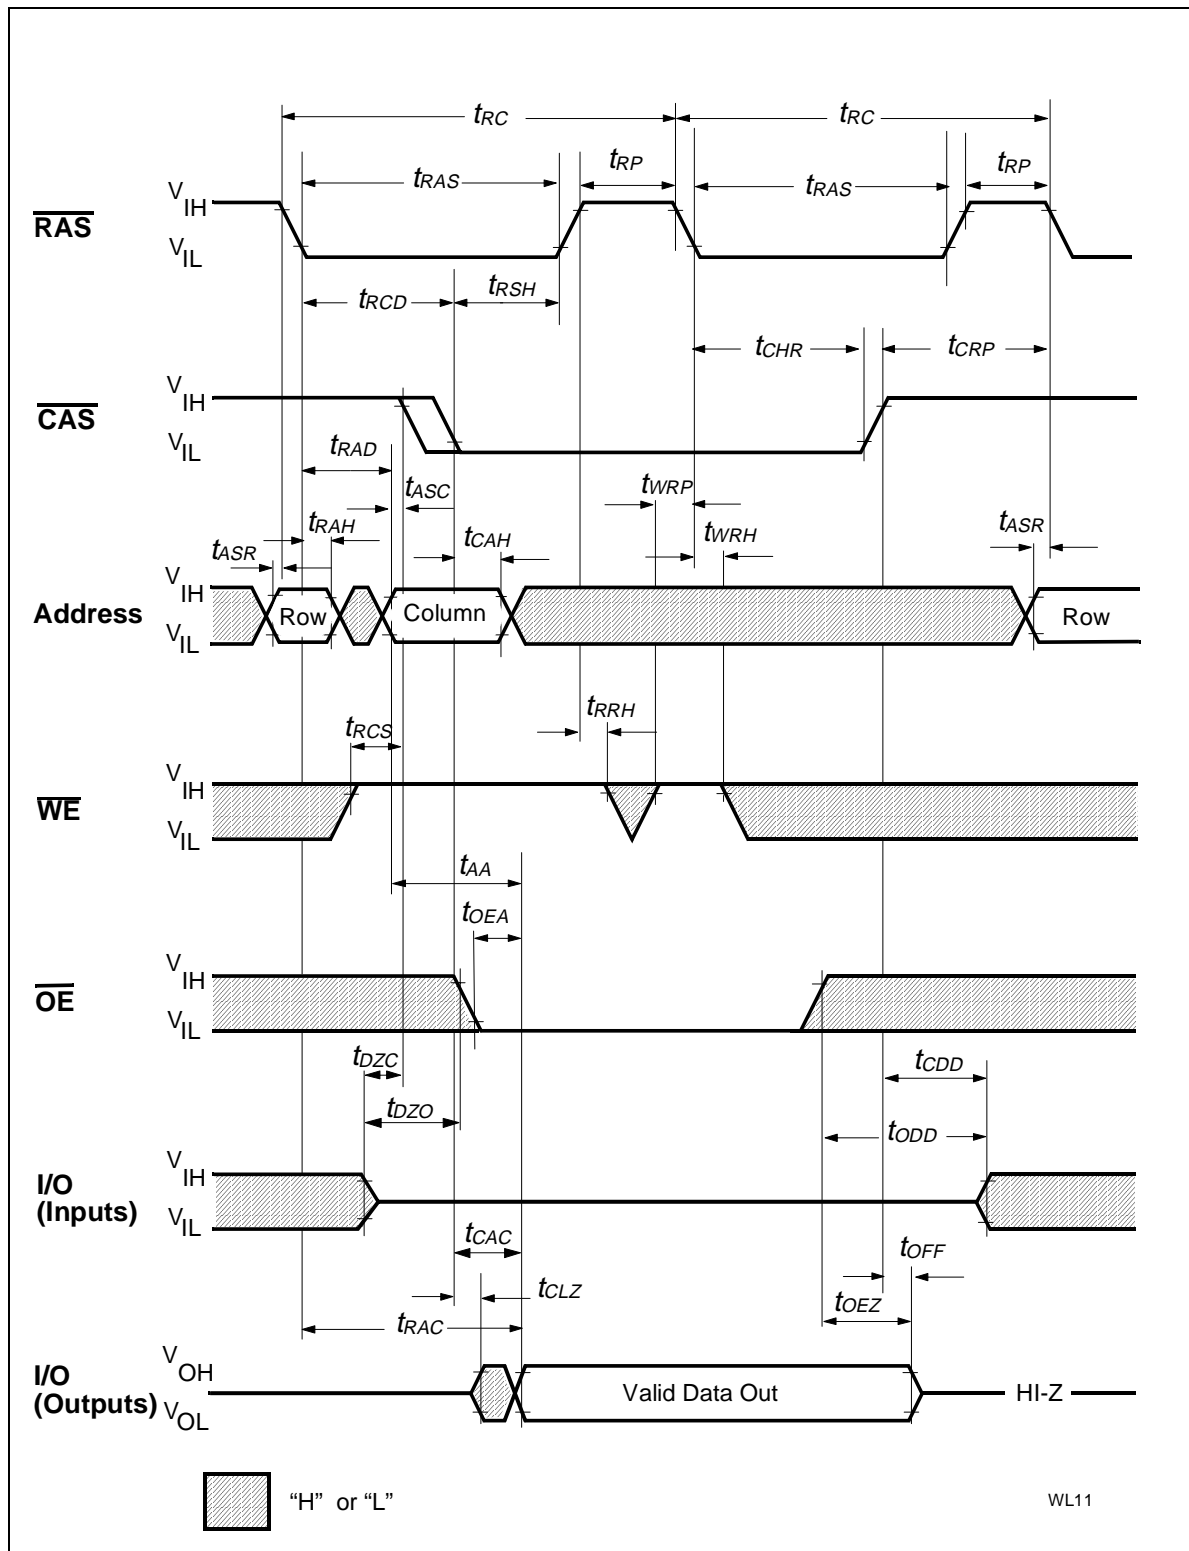 tRC tRC
tRAS tRP tRAS tRP
RAS VIH
VIL
tRCD tRSH
tCHR tCRP
CAS VIH
VIL
tRAD
tASC tWRP
tRAH tCAH tWRH
tASR tASR
Address VIH
VIL
Row Column Row
tRRH
tRCS
WE VIH
VIL
tAA
tOEA
OE VIH
VIL
tDZC tCDD
tDZO tODD
I/O
(Inputs) VIH
VIL
tCAC tOFF
tCLZ tOEZ
tRAC
I/O
(Outputs) VOH
VOL
Valid Data Out HI-Z
“H” or “L”
WL11